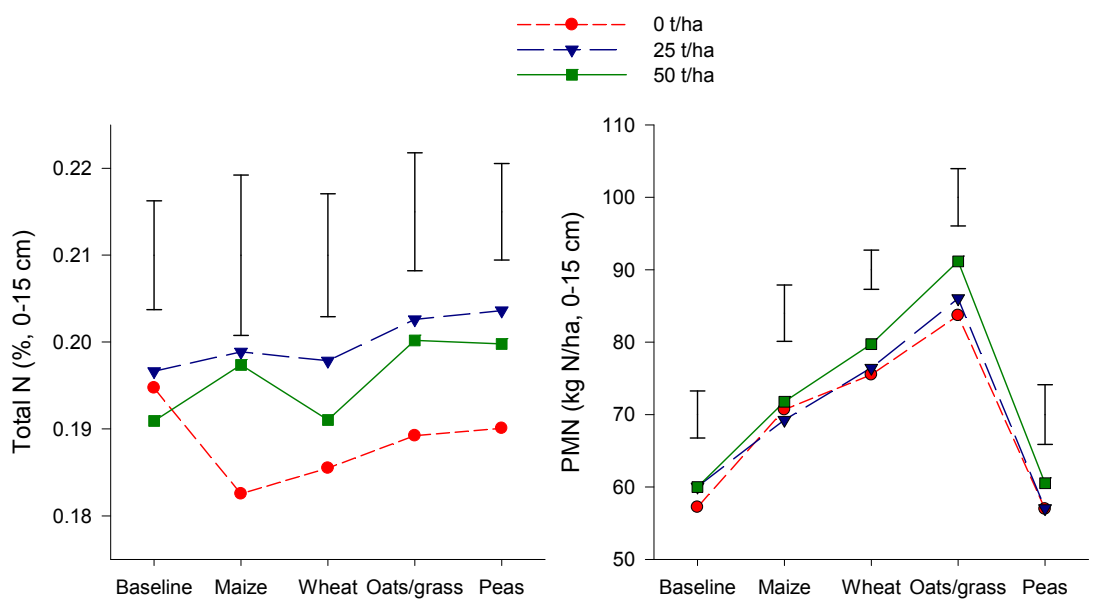 0 t/ha
25 t/ha
50 t/ha
Total N (%, 0-15 cm)
0.22
0.21
0.20
0.19
0.18
Baseline Maize Wheat Oats/grass Peas
PMN (kg N/ha, 0-15 cm)
110
100
90
80
70
60
50
Baseline Maize Wheat Oats/grass Peas